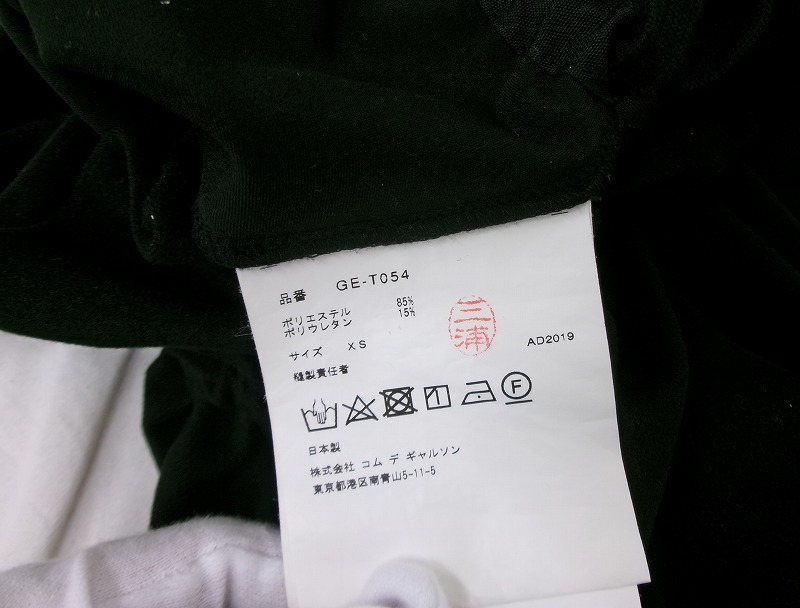 品番 GE-T054
ポリエステル 85%
ポリウレタン 15%
三浦
サイズ XS
AD2019
縫製責任者
F
日本製
株式会社 コム デ ギャルソン
東京都港区南青山5-11-5